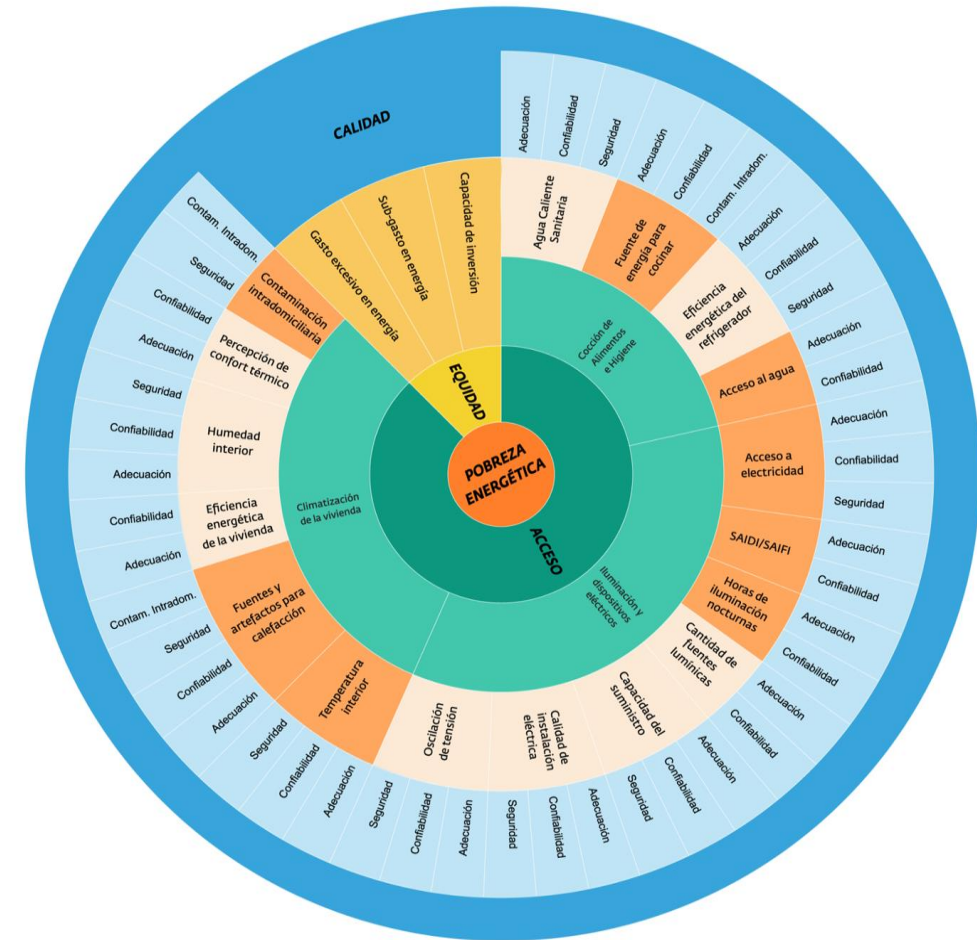 CALIDAD
POBREZA
ENERGÉTICA
EQUIDAD
ACCESO
Gasto excesivo en energía
Sub-gasto en energía
Capacidad de inversión
Cocción de
Alimentos
e Higiene
Iluminación y
dispositivos
eléctricos
Climatización
de la vivienda
Agua Caliente
Sanitaria
Fuente de
energía para
cocinar
Eficiencia
energética del
refrigerador
Acceso al agua
Acceso a
electricidad
SAIDI/SAIFI
Horas de
iluminación
nocturnas
Cantidad de
fuentes
lumínicas
Capacidad del
suministro
Calidad de
instalación
eléctrica
Oscilación
de tensión
Temperatura
interior
Fuentes y
artefactos para
calefacción
Eficiencia
energética
de la vivienda
Humedad
interior
Percepción de
confort térmico
Contaminación
intradomiciliaria
Adecuación
Confiabilidad
Seguridad
Adecuación
Confiabilidad
Contam. Intradom.
Adecuación
Confiabilidad
Seguridad
Adecuación
Confiabilidad
Adecuación
Confiabilidad
Seguridad
Adecuación
Confiabilidad
Adecuación
Confiabilidad
Adecuación
Confiabilidad
Adecuación
Confiabilidad
Seguridad
Adecuación
Confiabilidad
Seguridad
Adecuación
Confiabilidad
Seguridad
Adecuación
Confiabilidad
Seguridad
Adecuación
Confiabilidad
Seguridad
Contam. Intradom.
Adecuación
Confiabilidad
Adecuación
Confiabilidad
Seguridad
Adecuación
Confiabilidad
Seguridad
Contam. Intradom.